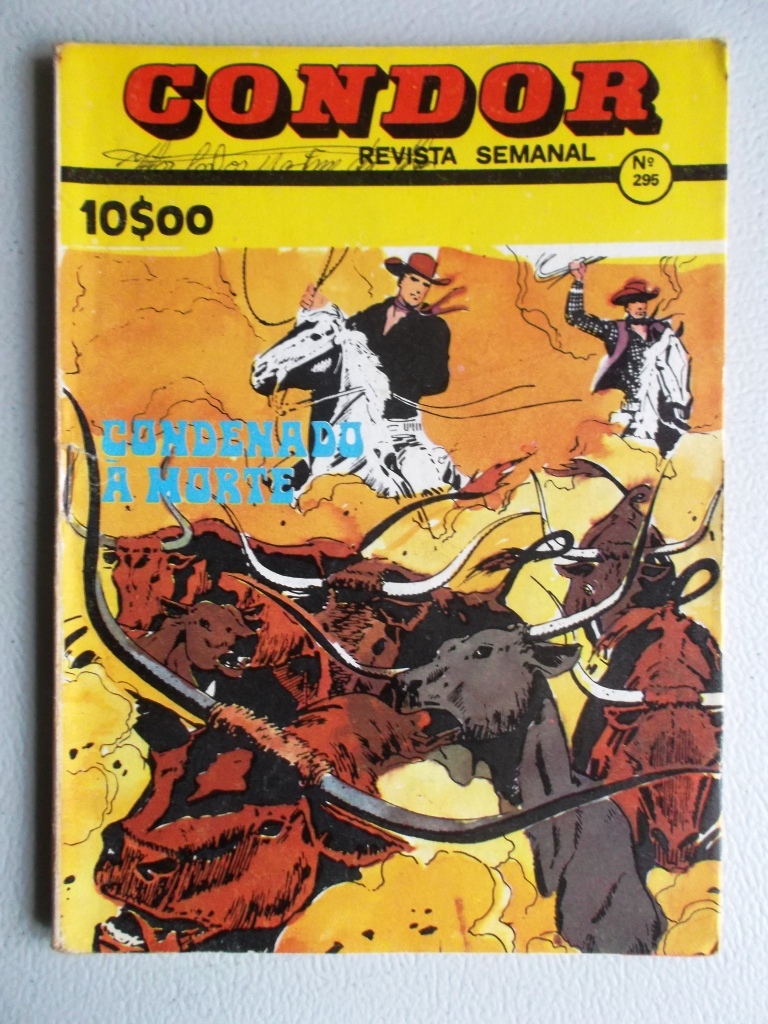 CONDOR
REVISTA SEMANAL
Nº
295
10$00
CONDENADO
À MORTE